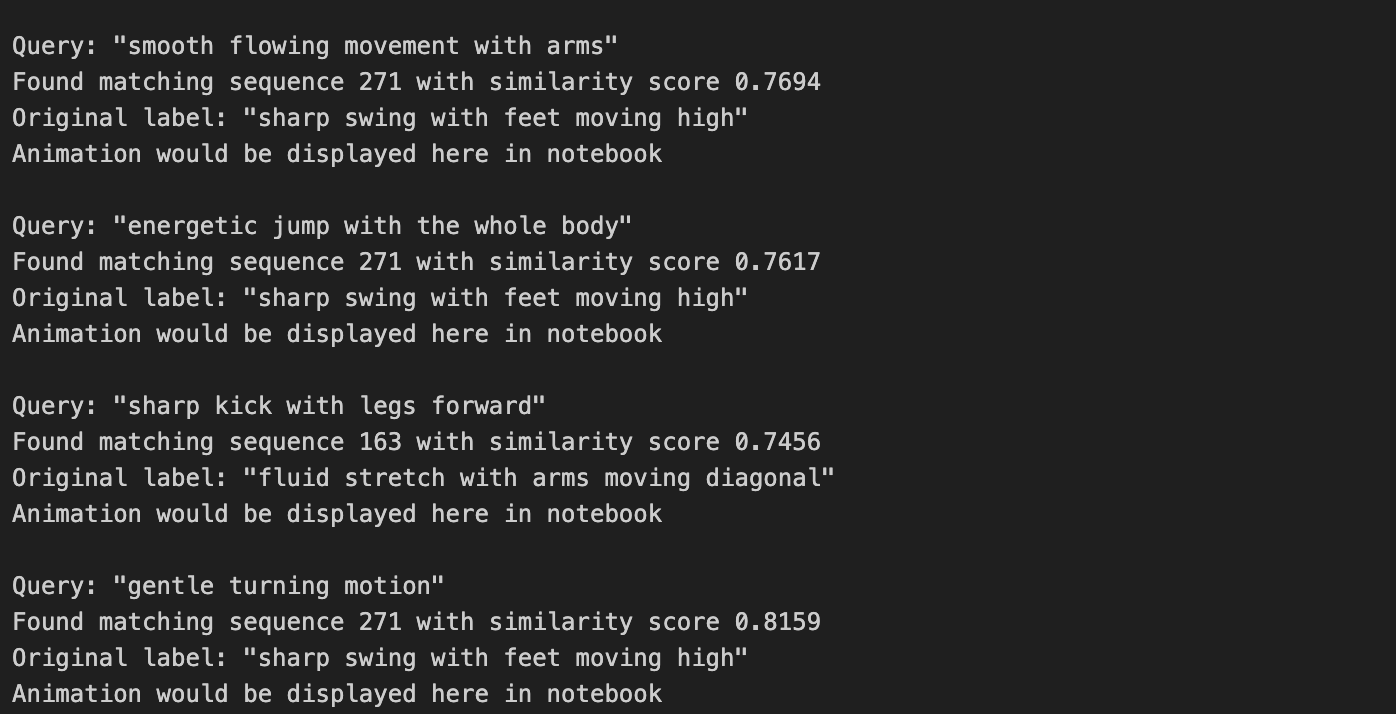 Query: "smooth flowing movement with arms"
Found matching sequence 271 with similarity score 0.7694
Original label: "sharp swing with feet moving high"
Animation would be displayed here in notebook
Query: "energetic jump with the whole body"
Found matching sequence 271 with similarity score 0.7617
Original label: "sharp swing with feet moving high"
Animation would be displayed here in notebook
Query: "sharp kick with legs forward"
Found matching sequence 163 with similarity score 0.7456
Original label: "fluid stretch with arms moving diagonal"
Animation would be displayed here in notebook
Query: "gentle turning motion"
Found matching sequence 271 with similarity score 0.8159
Original label: "sharp swing with feet moving high"
Animation would be displayed here in notebook